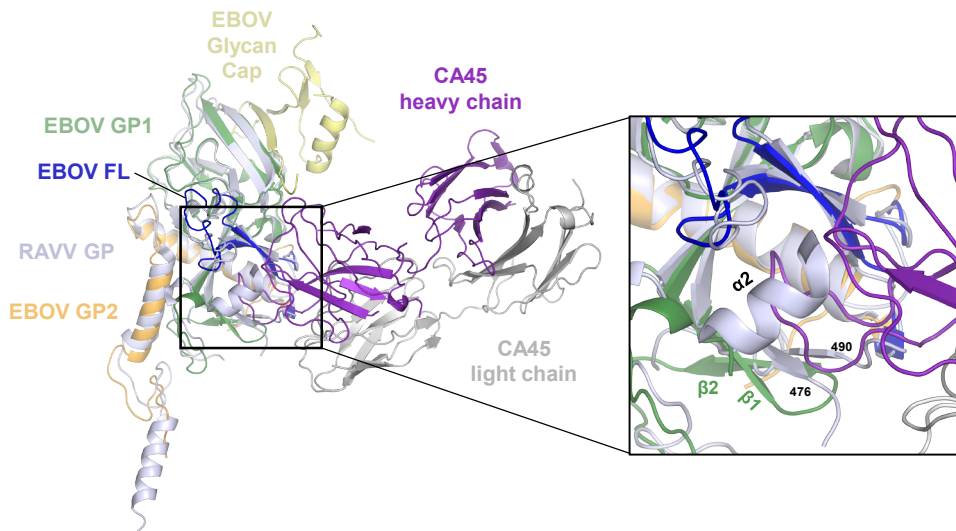 EBOV
Glycan
Cap
CA45
heavy chain
EBOV GP1
EBOV FL
RAVV GP
EBOV GP2
CA45
light chain
α2
490
β2
β1
476